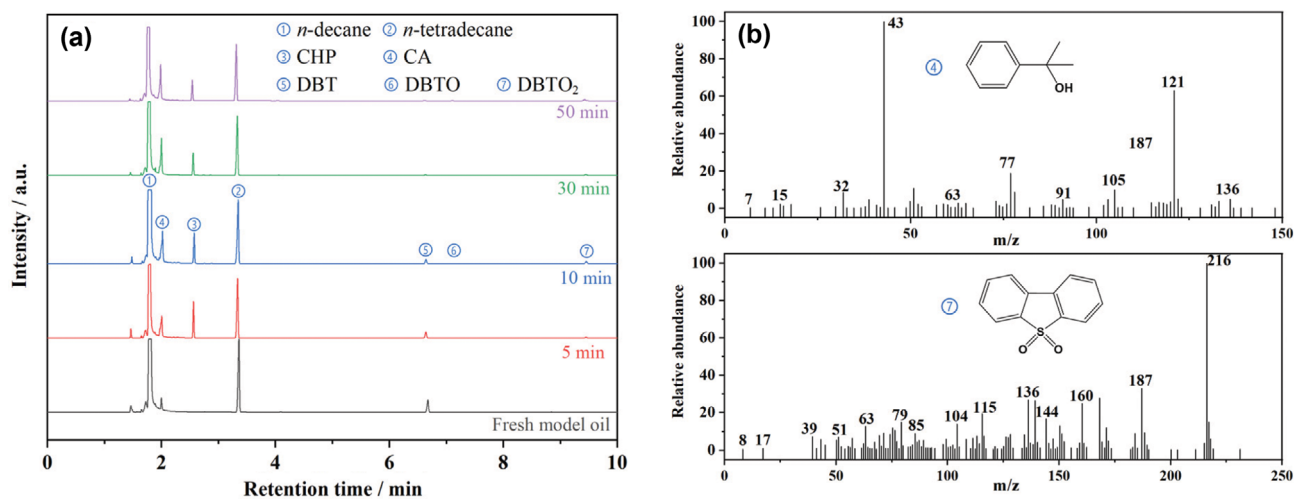 (a)
① n-decane ② n-tetradecane
③ CHP ④ CA
⑤ DBT ⑥ DBTO ⑦ DBTO₂
50 min
30 min
① ② ④ ③ ⑤ ⑥ ⑦
10 min
5 min
Fresh model oil
Intensity / a.u.
0 2 4 6 8 10
Retention time / min
(b)
④
OH
43
121
187
77
7 15 32 63 91 105 136
100
80
60
40
20
0
Relative abundance
0 50 100 150
m/z
⑦
S
O O
216
187
136 160
115 144
104
39 51 63 79 85
8 17
100
80
60
40
20
0
Relative abundance
0 50 100 150 200 250
m/z